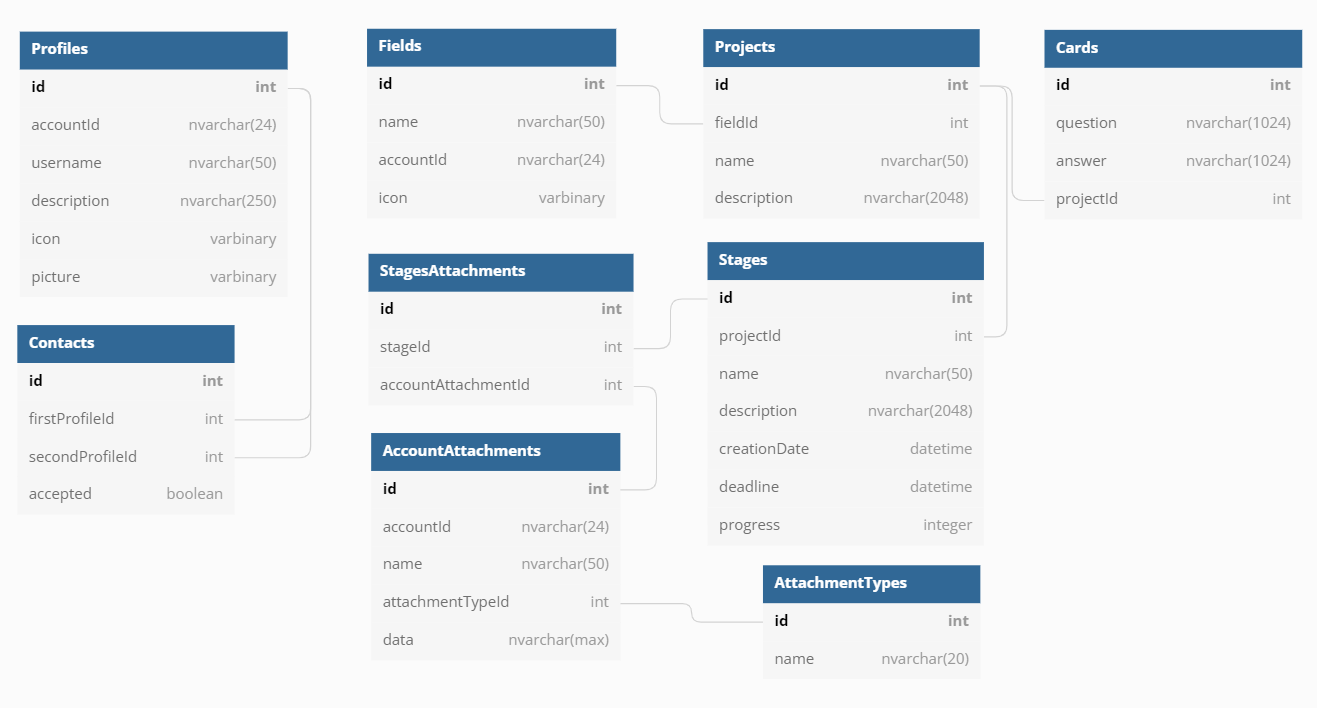 Profiles
id int
accountId nvarchar(24)
username nvarchar(50)
description nvarchar(250)
icon varbinary
picture varbinary
Contacts
id int
firstProfileId int
secondProfileId int
accepted boolean
Fields
id int
name nvarchar(50)
accountId nvarchar(24)
icon varbinary
StagesAttachments
id int
stageId int
accountAttachmentId int
AccountAttachments
id int
accountId nvarchar(24)
name nvarchar(50)
attachmentTypeId int
data nvarchar(max)
Projects
id int
fieldId int
name nvarchar(50)
description nvarchar(2048)
Stages
id int
projectId int
name nvarchar(50)
description nvarchar(2048)
creationDate datetime
deadline datetime
progress integer
AttachmentTypes
id int
name nvarchar(20)
Cards
id int
question nvarchar(1024)
answer nvarchar(1024)
projectId int